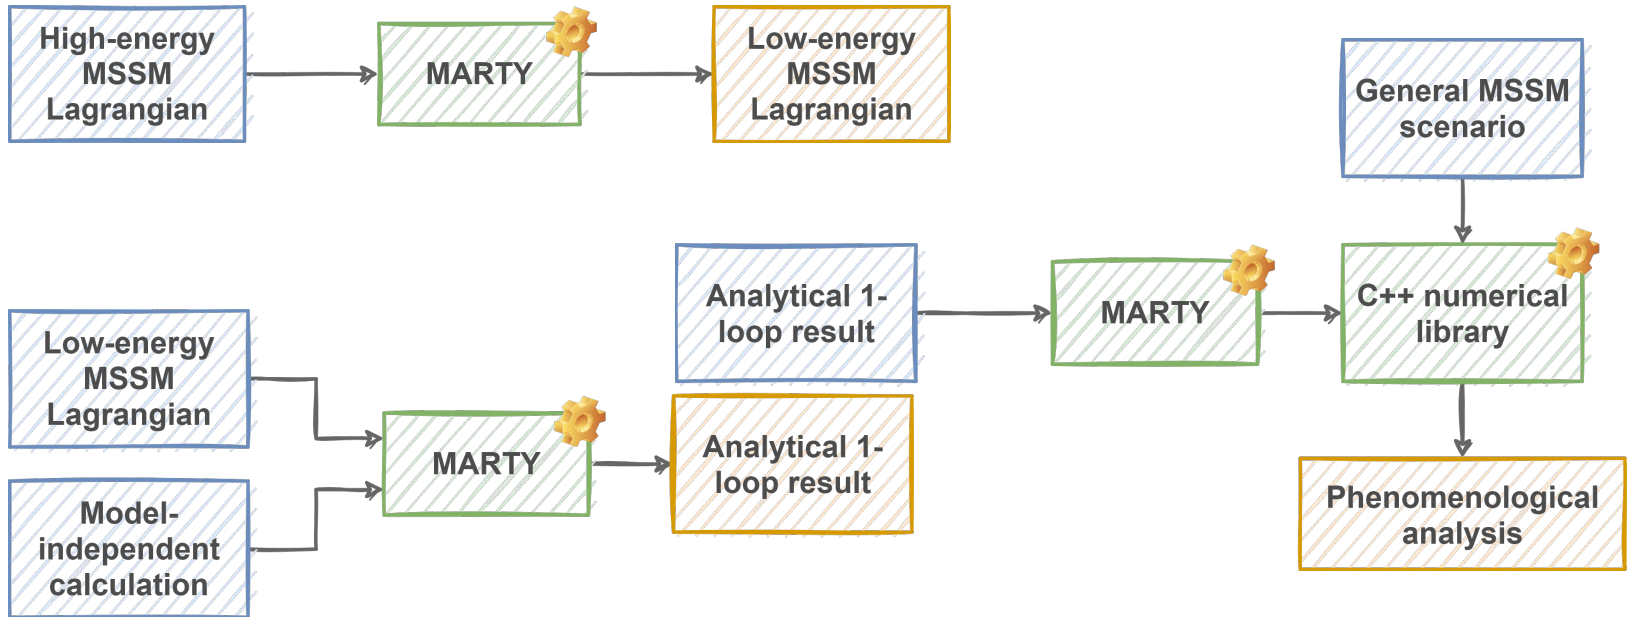 High-energy
MSSM
Lagrangian
MARTY
Low-energy
MSSM
Lagrangian
General MSSM
scenario
Low-energy
MSSM
Lagrangian
Model-
independent
calculation
MARTY
Analytical 1-
loop result
Analytical 1-
loop result
MARTY
C++ numerical
library
Phenomenological
analysis